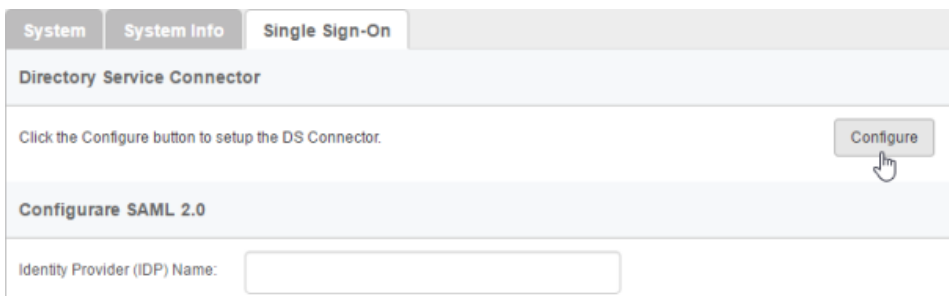 System System Info Single Sign-On
Directory Service Connector
Click the Configure button to setup the DS Connector. Configure
Configurare SAML 2.0
Identity Provider (IDP) Name: